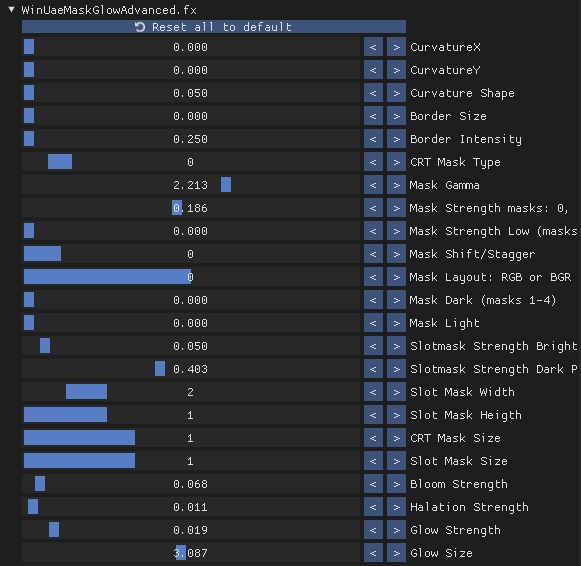 WinUaeMaskGlowAdvanced.fx
Reset all to default
0.000 < > CurvatureX
0.000 < > CurvatureY
0.050 < > Curvature Shape
0.000 < > Border Size
0.250 < > Border Intensity
0 < > CRT Mask Type
2.213 < > Mask Gamma
0.186 < > Mask Strength masks: 0,
0.000 < > Mask Strength Low (masks
0 < > Mask Shift/Stagger
0 < > Mask Layout: RGB or BGR
0.000 < > Mask Dark (masks 1-4)
0.000 < > Mask Light
0.050 < > Slotmask Strength Bright
0.403 < > Slotmask Strength Dark P
2 < > Slot Mask Width
1 < > Slot Mask Heigth
1 < > CRT Mask Size
1 < > Slot Mask Size
0.068 < > Bloom Strength
0.011 < > Halation Strength
0.019 < > Glow Strength
3.087 < > Glow Size